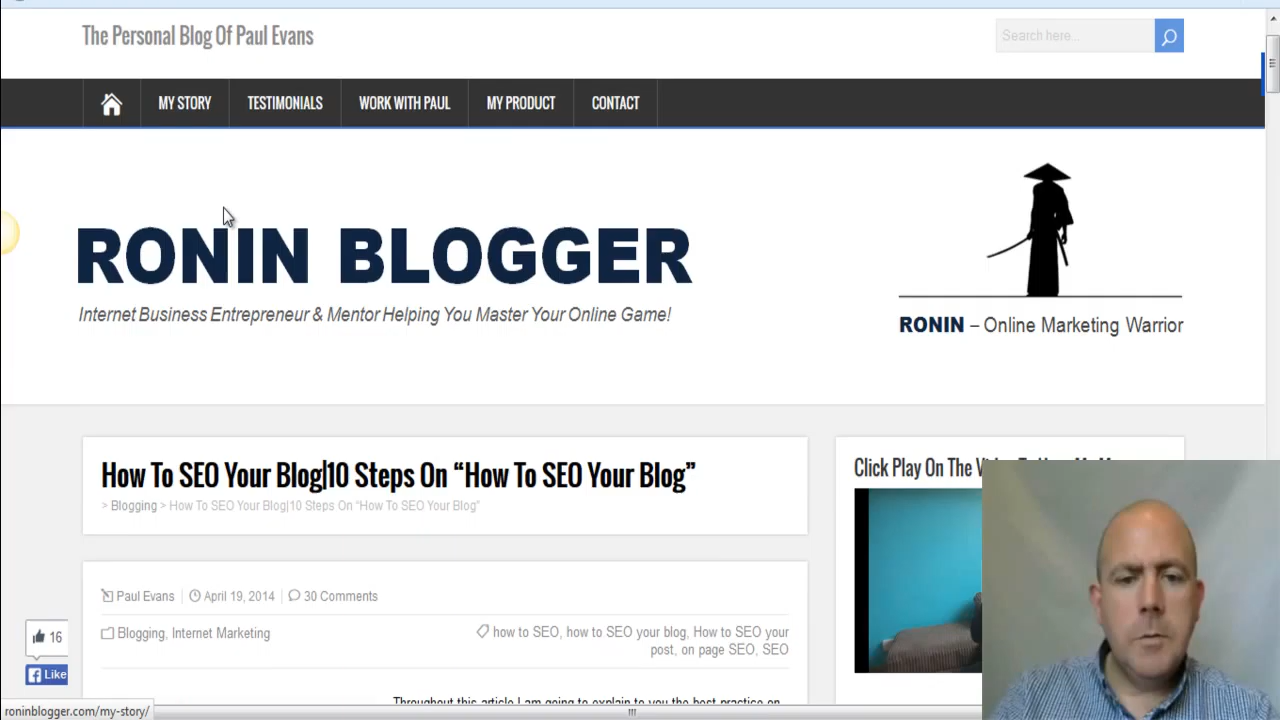 The Personal Blog Of Paul Evans
Search here...
MY STORY TESTIMONIALS WORK WITH PAUL MY PRODUCT CONTACT
RONIN BLOGGER
Internet Business Entrepreneur & Mentor Helping You Master Your Online Game!
RONIN – Online Marketing Warrior
How To SEO Your Blog|10 Steps On “How To SEO Your Blog”
> Blogging > How To SEO Your Blog|10 Steps On “How To SEO Your Blog”
Click Play On The
Paul Evans April 19, 2014 30 Comments
Blogging, Internet Marketing
how to SEO, how to SEO your blog, How To SEO your
post, on page SEO, SEO
16
Like
Throughout this article I am going to explain to you the best practice on
roninblogger.com/my-story/